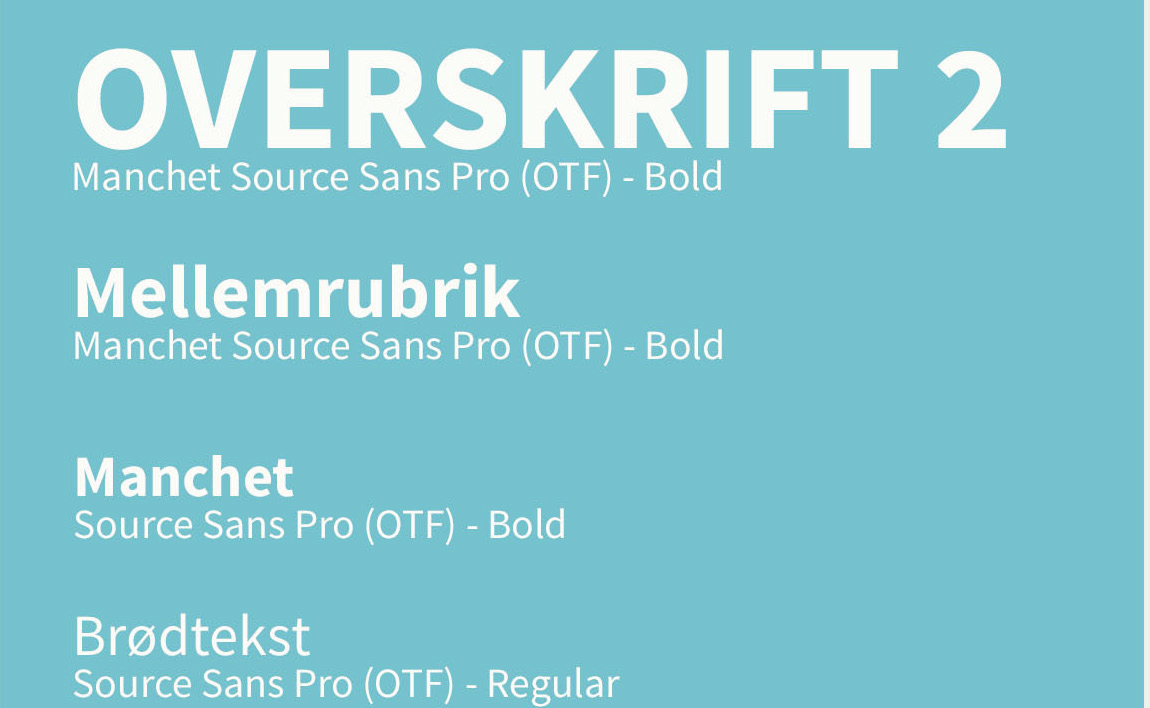 OVERSKRIFT 2
Manchet Source Sans Pro (OTF) - Bold
Mellemrubrik
Manchet Source Sans Pro (OTF) - Bold
Manchet
Source Sans Pro (OTF) - Bold
Brødtekst
Source Sans Pro (OTF) - Regular